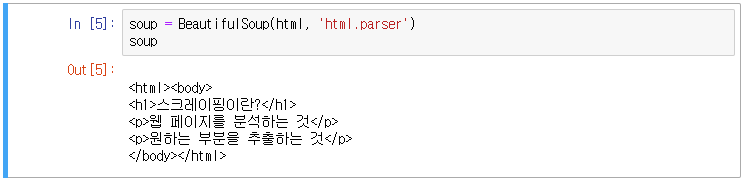 In [5]: soup = BeautifulSoup(html, 'html.parser')
soup
Out[5]:
<html><body>
<h1>스크레이핑이란?</h1>
<p>웹 페이지를 분석하는 것</p>
<p>원하는 부분을 추출하는 것</p>
</body></html>